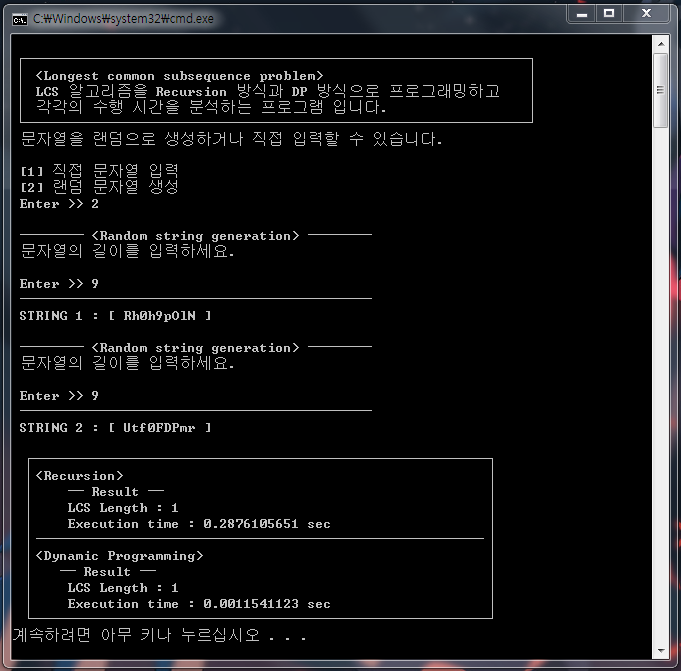 C:\Windows\system32\cmd.exe
<Longest common subsequence problem>
LCS 알고리즘을 Recursion 방식과 DP 방식으로 프로그래밍하고
각각의 수행 시간을 분석하는 프로그램 입니다.
문자열을 랜덤으로 생성하거나 직접 입력할 수 있습니다.
[1] 직접 문자열 입력
[2] 랜덤 문자열 생성
Enter >> 2
<Random string generation>
문자열의 길이를 입력하세요.
Enter >> 9
STRING 1 : [ Rh0h9pOlN ]
<Random string generation>
문자열의 길이를 입력하세요.
Enter >> 9
STRING 2 : [ Utf0FDPmr ]
<Recursion>
── Result ──
LCS Length : 1
Execution time : 0.2876105651 sec
<Dynamic Programming>
── Result ──
LCS Length : 1
Execution time : 0.0011541123 sec
계속하려면 아무 키나 누르십시오 . . .